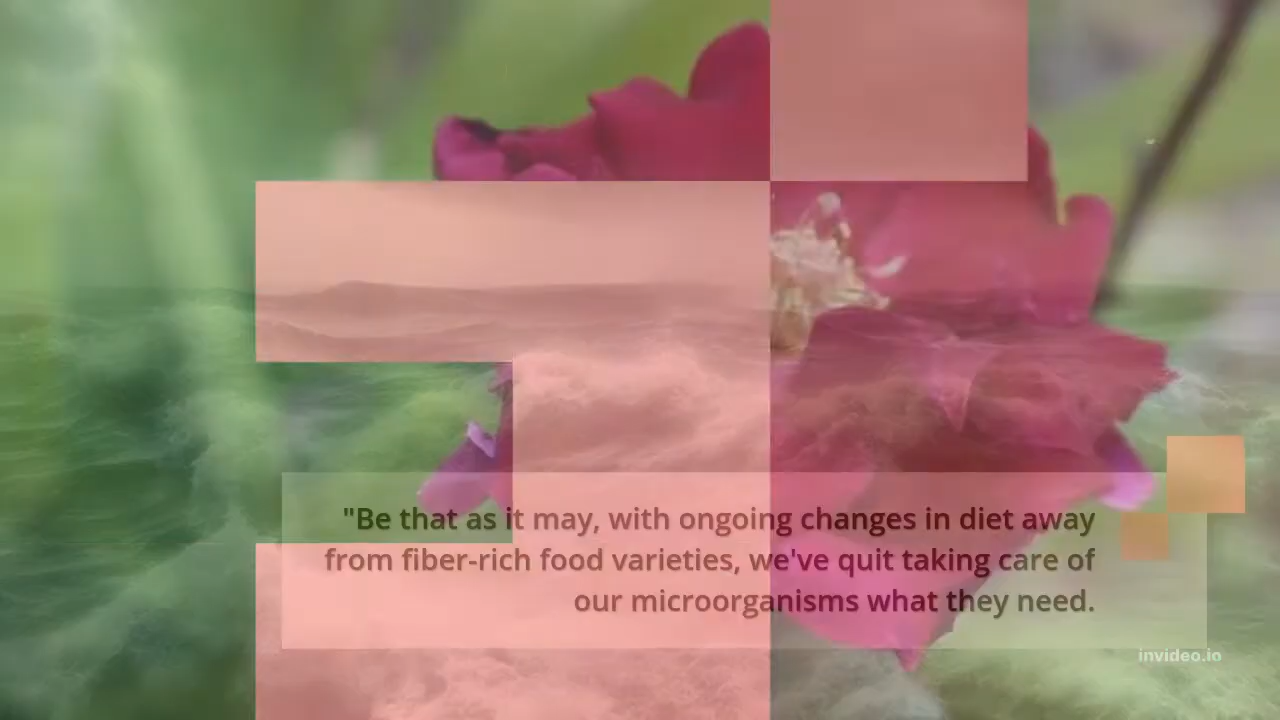 "Be that as it may, with ongoing changes in diet away
from fiber-rich food varieties, we've quit taking care of
our microorganisms what they need.
invideo.io